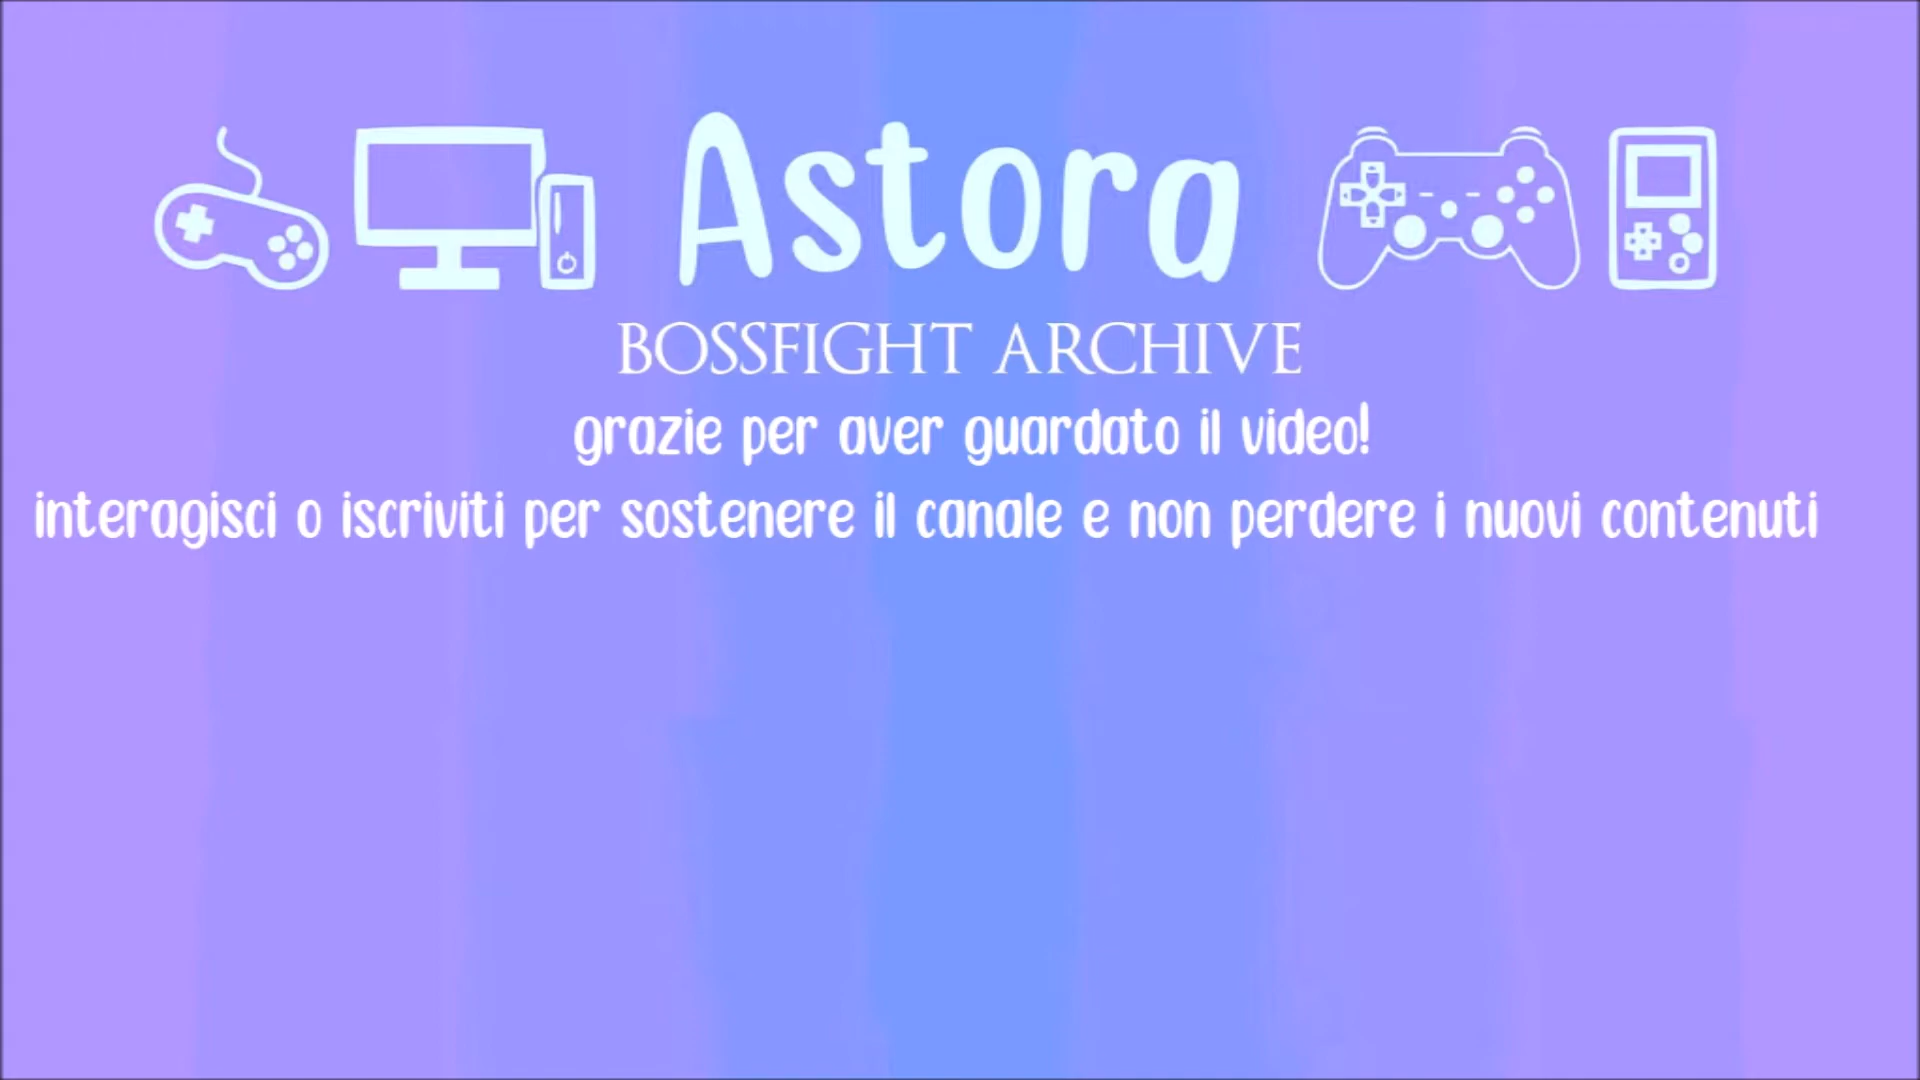 Astora
BOSSFIGHT ARCHIVE
grazie per aver guardato il video!
interagisci o iscriviti per sostenere il canale e non perdere i nuovi contenuti